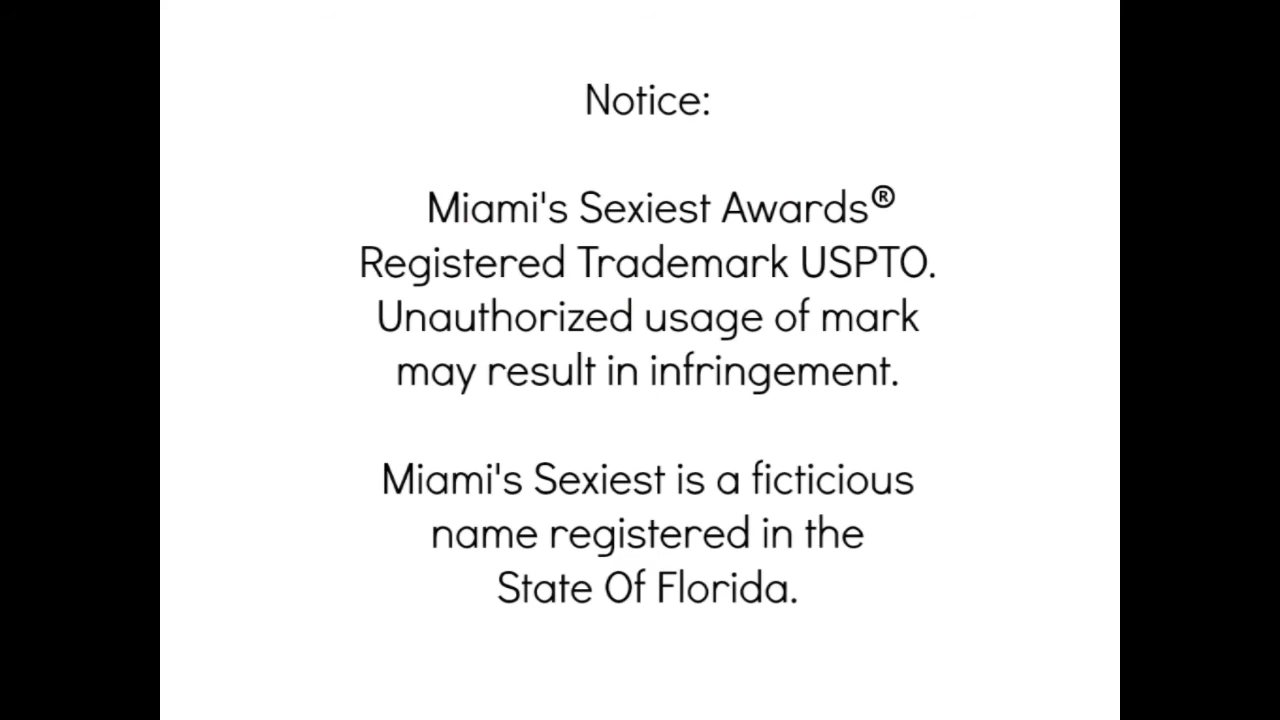 Notice:
Miami's Sexiest Awards®
Registered Trademark USPTO.
Unauthorized usage of mark
may result in infringement.
Miami's Sexiest is a ficticious
name registered in the
State Of Florida.